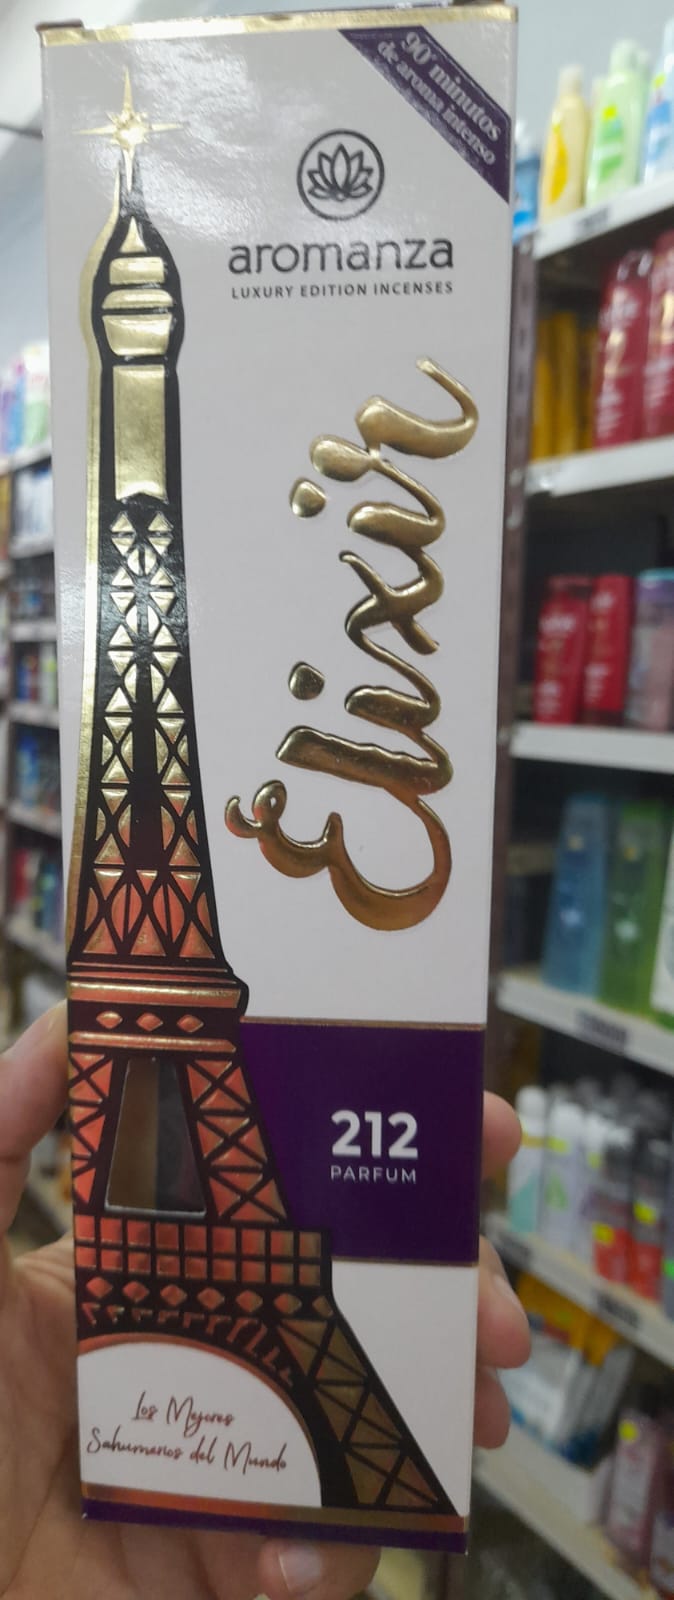 90' minutos
de aroma intenso
aromanza
LUXURY EDITION INCENSES
Elixir
212
PARFUM
Los Mejores
Sahumerios del Mundo